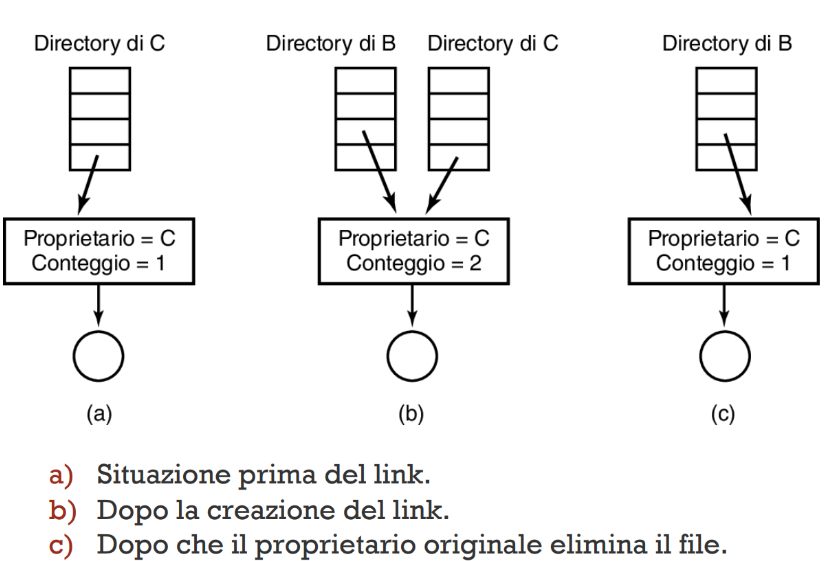 Directory di C
Directory di B
Directory di C
Directory di B
Proprietario = C
Conteggio = 1
Proprietario = C
Conteggio = 2
Proprietario = C
Conteggio = 1
(a)
(b)
(c)
a) Situazione prima del link.
b) Dopo la creazione del link.
c) Dopo che il proprietario originale elimina il file.